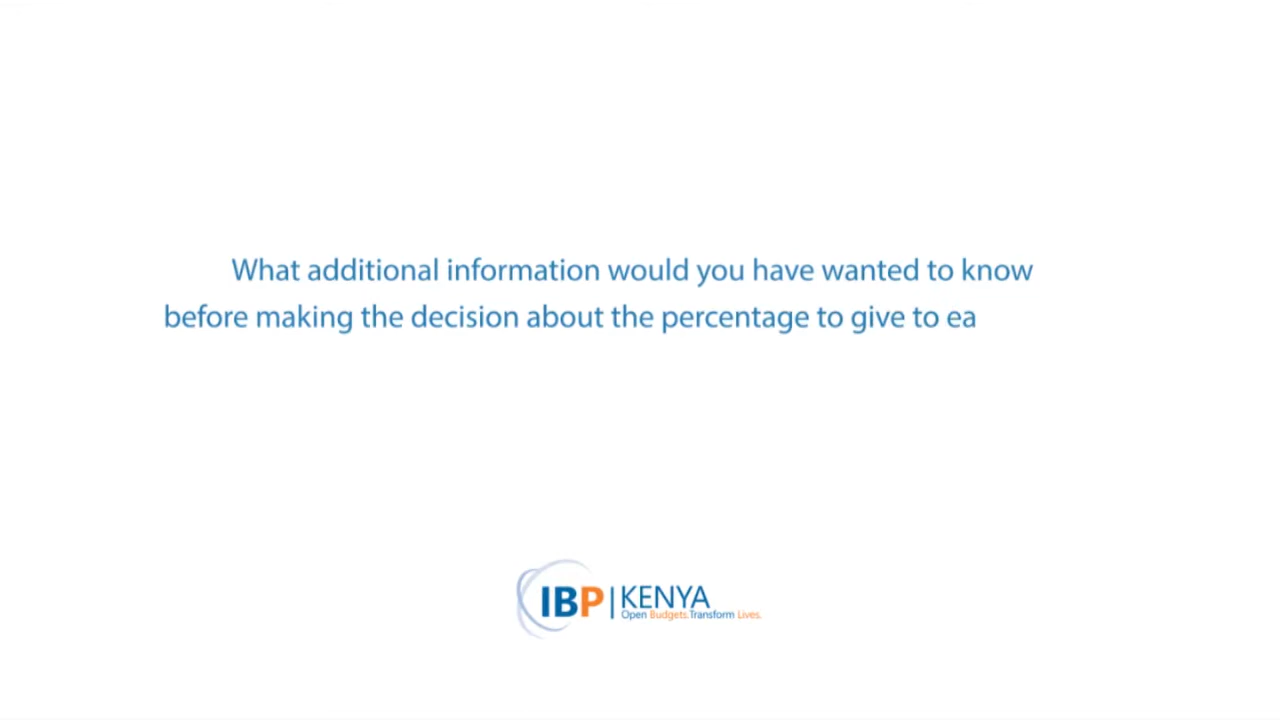 What additional information would you have wanted to know
before making the decision about the percentage to give to ea
IBP | KENYA
Open Budgets.Transform Lives.